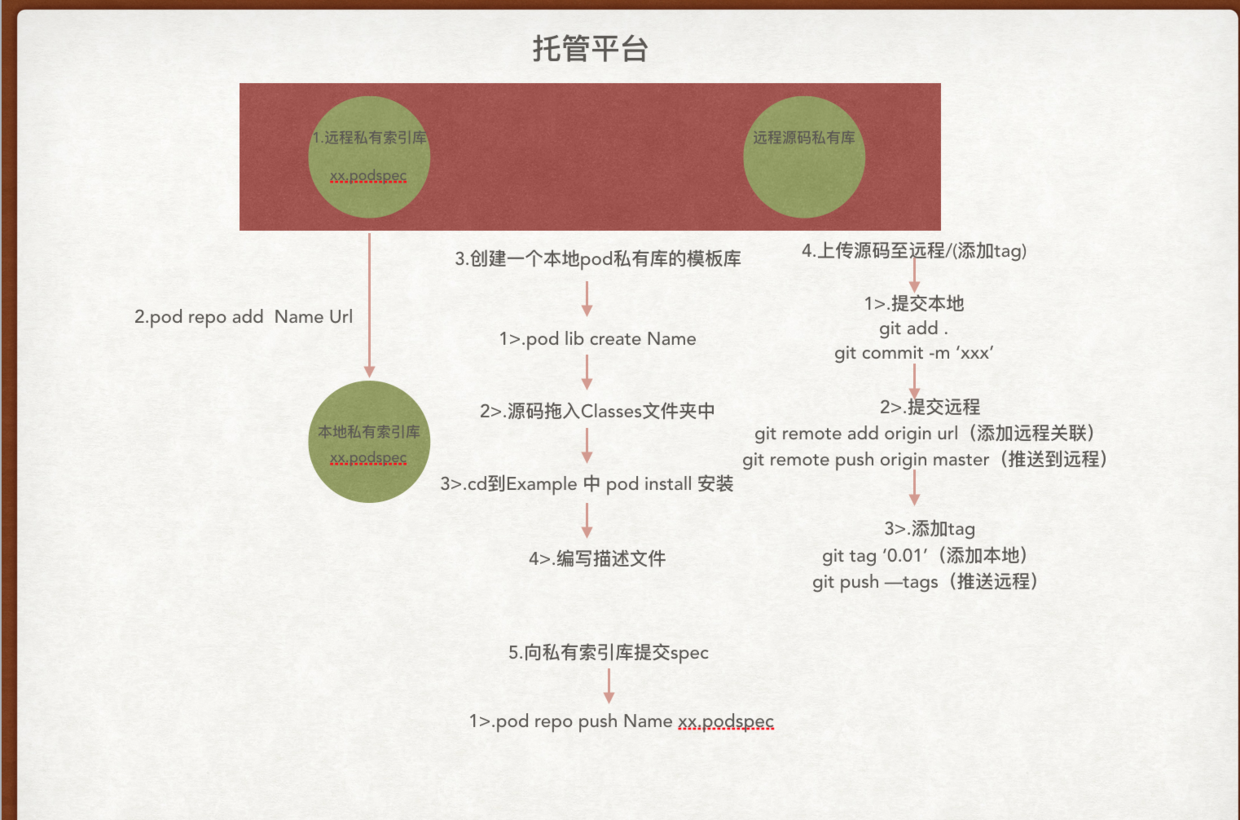 托管平台
1.远程私有索引库
xx.podspec
远程源码私有库
2.pod repo add  Name Url
本地私有索引库
xx.podspec
3.创建一个本地pod私有库的模板库
1>.pod lib create Name
2>.源码拖入Classes文件夹中
3>.cd到Example 中 pod install 安装
4>.编写描述文件
4.上传源码至远程/(添加tag)
1>.提交本地
git add .
git commit -m ‘xxx’
2>.提交远程
git remote add origin url（添加远程关联）
git remote push origin master（推送到远程）
3>.添加tag
git tag ‘0.01’（添加本地）
git push —tags（推送远程）
5.向私有索引库提交spec
1>.pod repo push Name xx.podspec